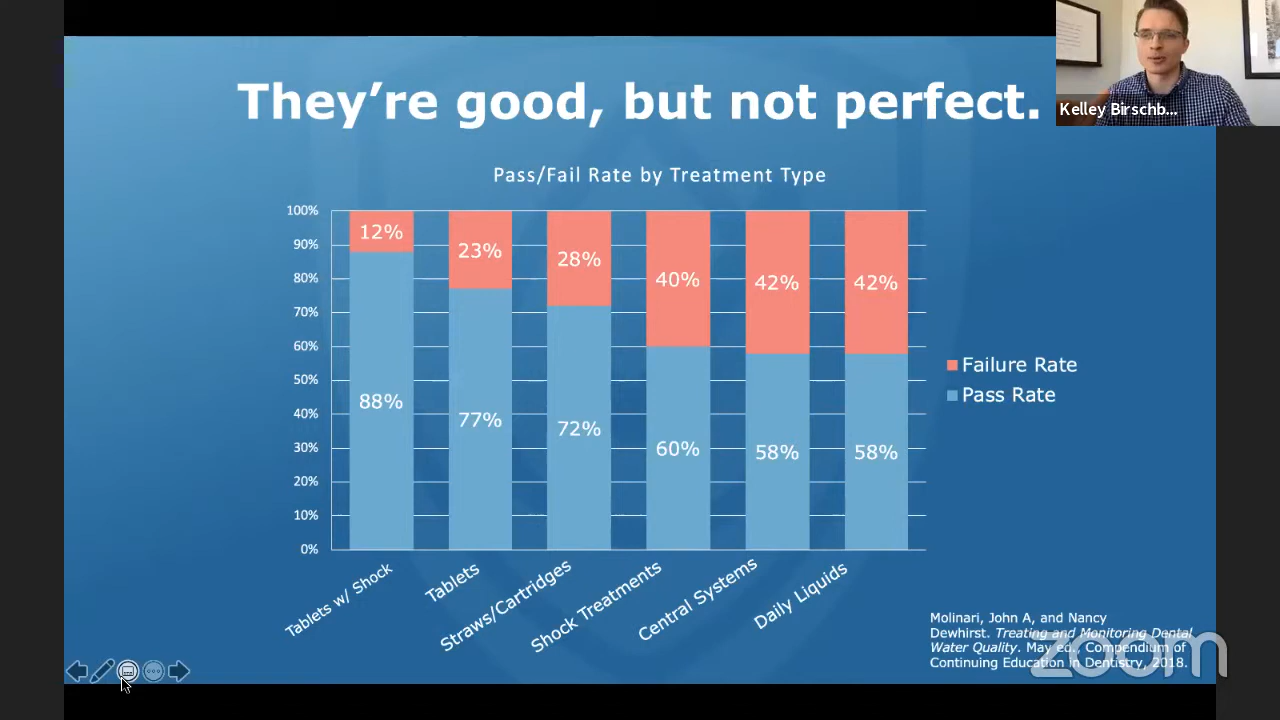 They're good, but not perfect.
Kelley Birschb...
Pass/Fail Rate by Treatment Type
100%
90%
80%
70%
60%
50%
40%
30%
20%
10%
0%
12%
23%
28%
40%
42%
42%
88%
77%
72%
60%
58%
58%
Failure Rate
Pass Rate
Tablets w/ Shock
Tablets
Straws/Cartridges
Shock Treatments
Central Systems
Daily Liquids
Molinari, John A, and Nancy
Dewhirst. Treating and Monitoring Dental
Water Quality. May ed., Compendium of
Continuing Education in Dentistry, 2018.
zoom